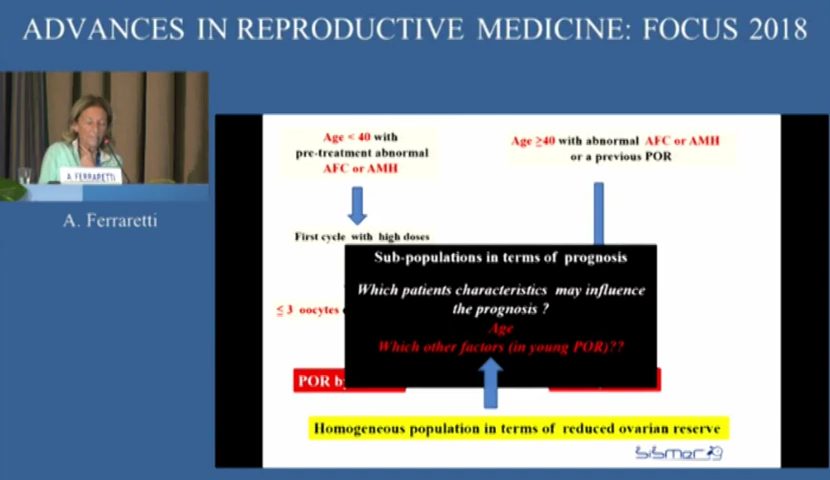 ADVANCES IN REPRODUCTIVE MEDICINE: FOCUS 2018
A. FERRARETTI
A. Ferraretti
Age < 40 with
pre-treatment abnormal
AFC or AMH
Age ≥40 with abnormal AFC or AMH
or a previous POR
First cycle with high doses
≤ 3 oocytes
Sub-populations in terms of prognosis
Which patients characteristics may influence
the prognosis ?
Age
Which other factors (in young POR)??
POR b
Homogeneous population in terms of reduced ovarian reserve
sismer